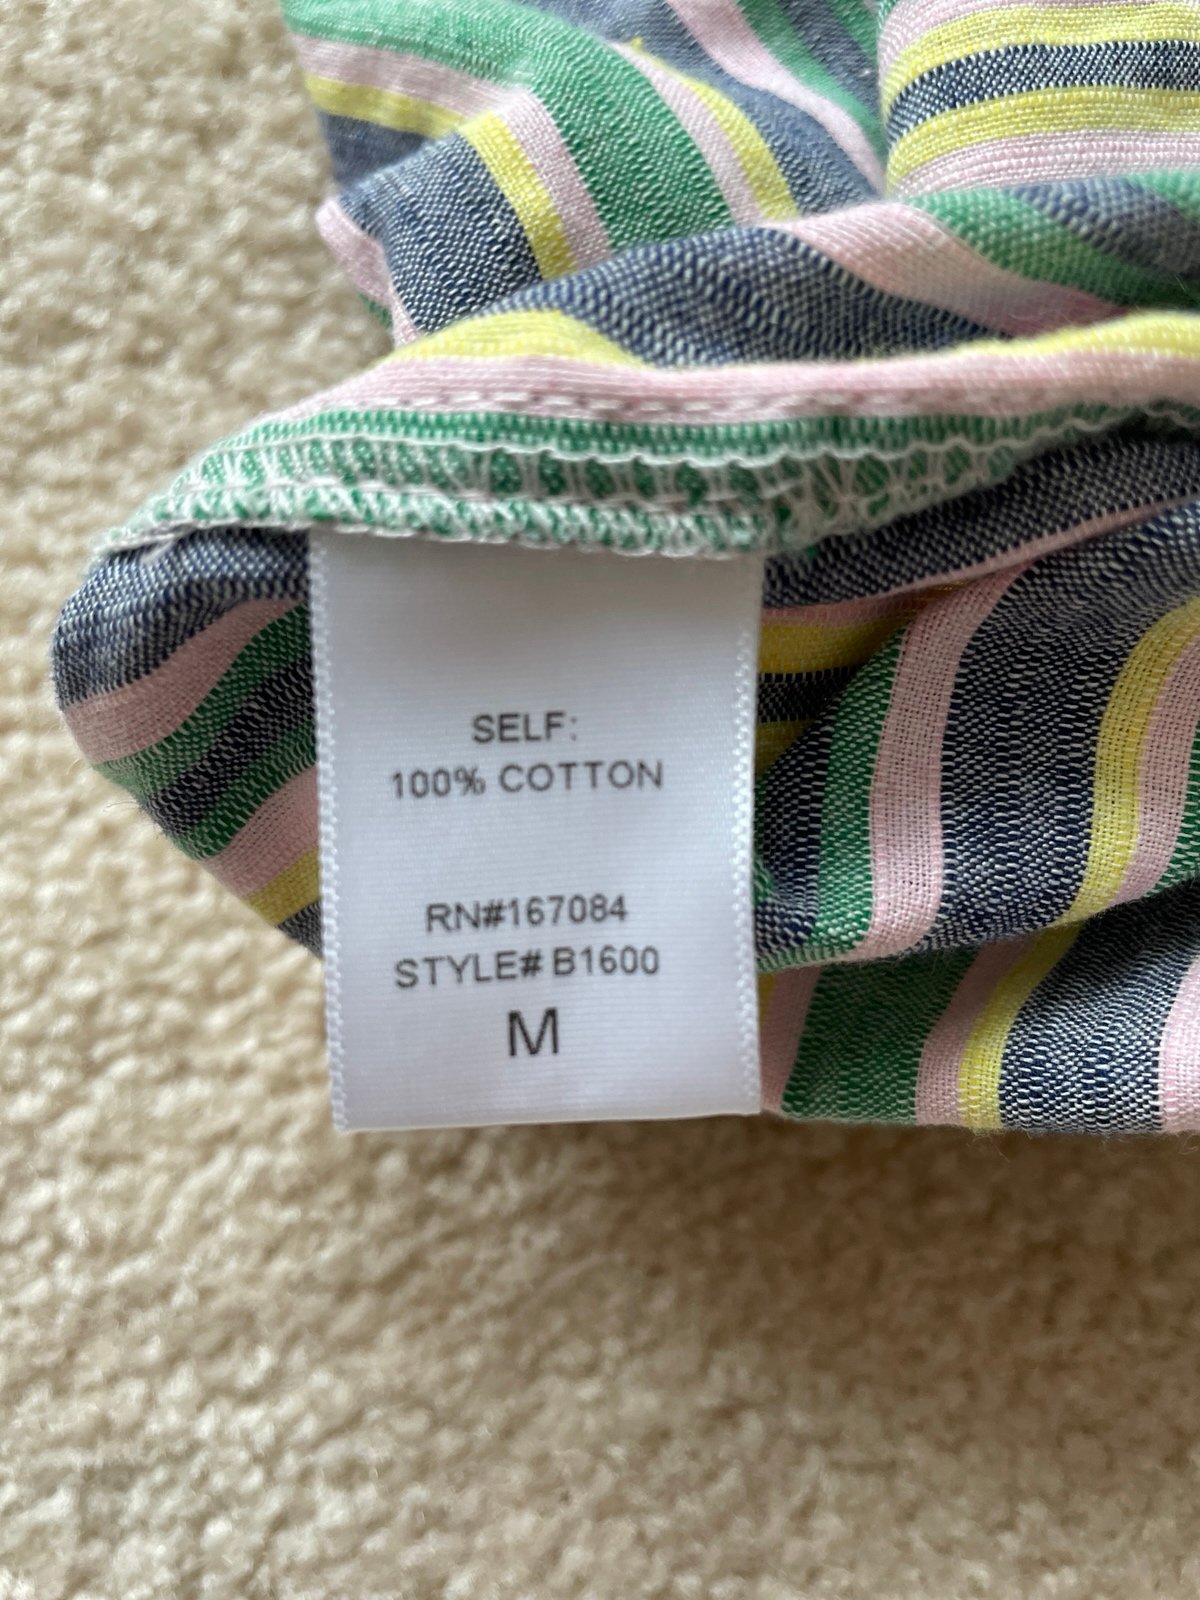 SELF:
100% COTTON
RN#167084
STYLE# B1600
M